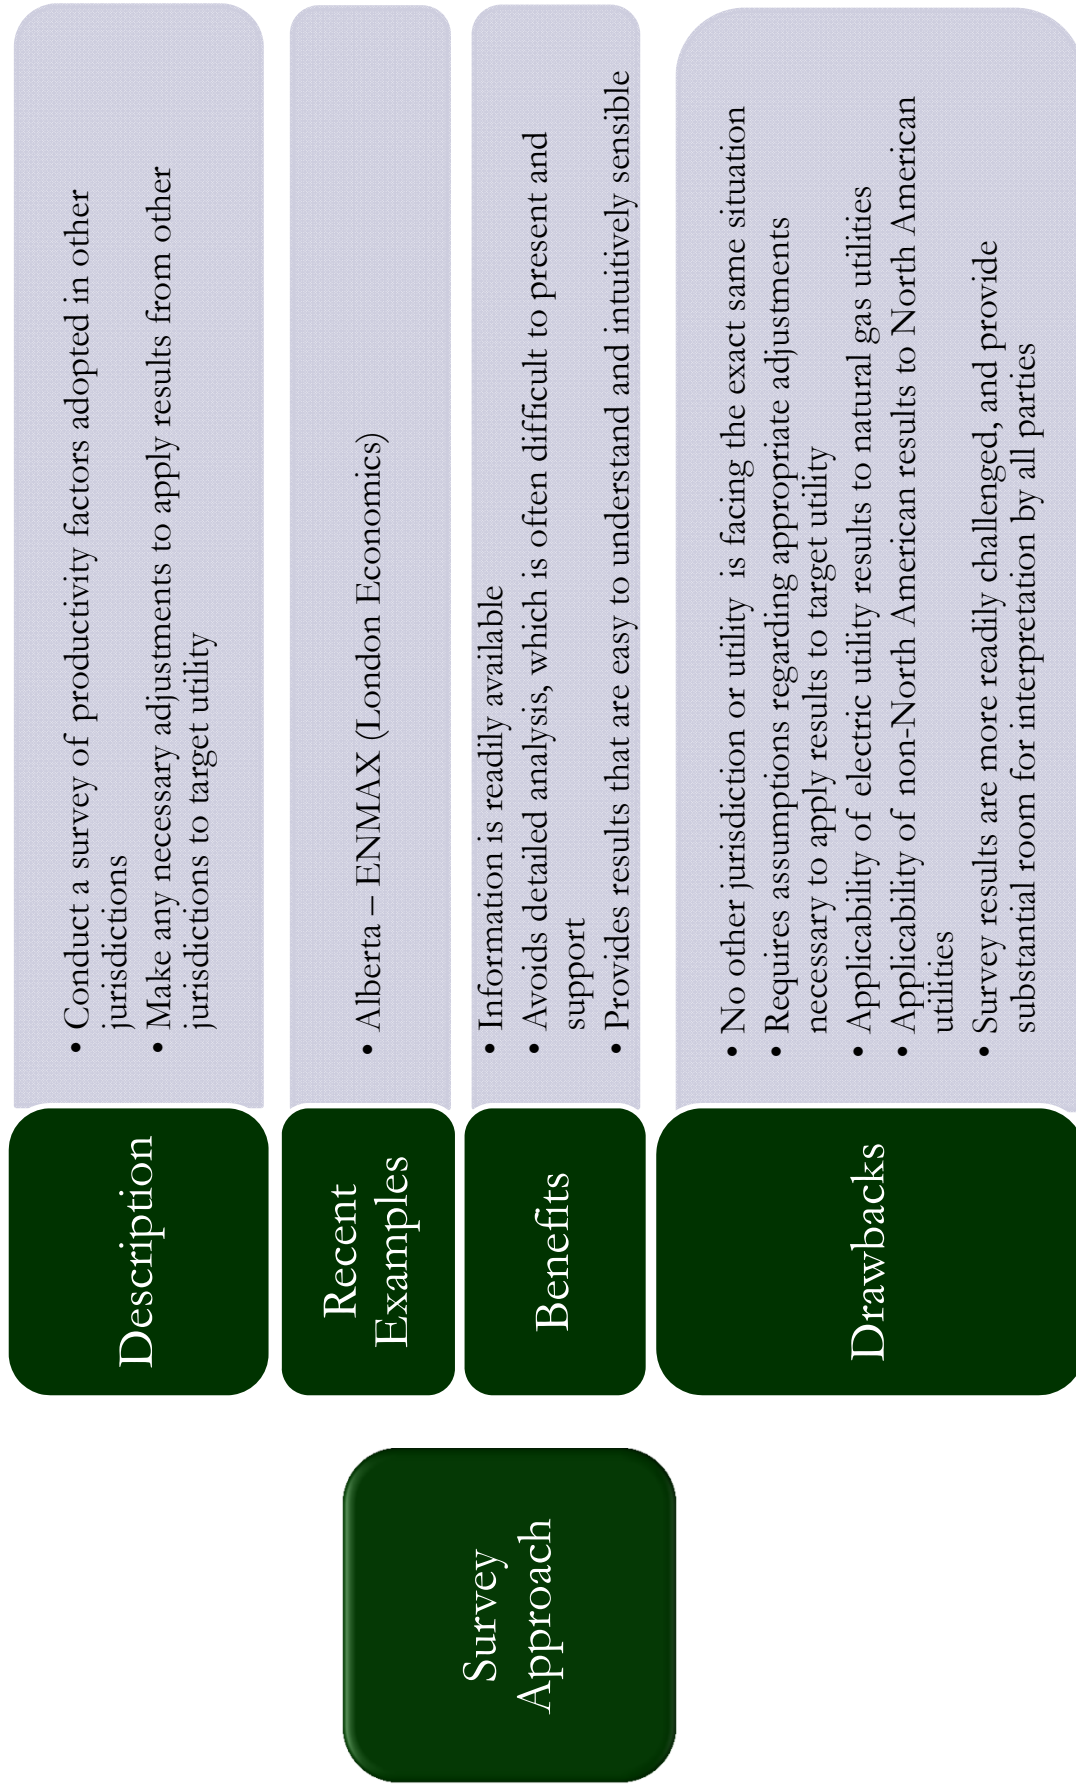 Survey
Approach
Description
• Conduct a survey of productivity factors adopted in other
jurisdictions
• Make any necessary adjustments to apply results from other
jurisdictions to target utility
Recent
Examples
• Alberta – ENMAX (London Economics)
Benefits
• Information is readily available
• Avoids detailed analysis, which is often difficult to present and
support
• Provides results that are easy to understand and intuitively sensible
Drawbacks
• No other jurisdiction or utility is facing the exact same situation
• Requires assumptions regarding appropriate adjustments
necessary to apply results to target utility
• Applicability of electric utility results to natural gas utilities
• Applicability of non-North American results to North American
utilities
• Survey results are more readily challenged, and provide
substantial room for interpretation by all parties